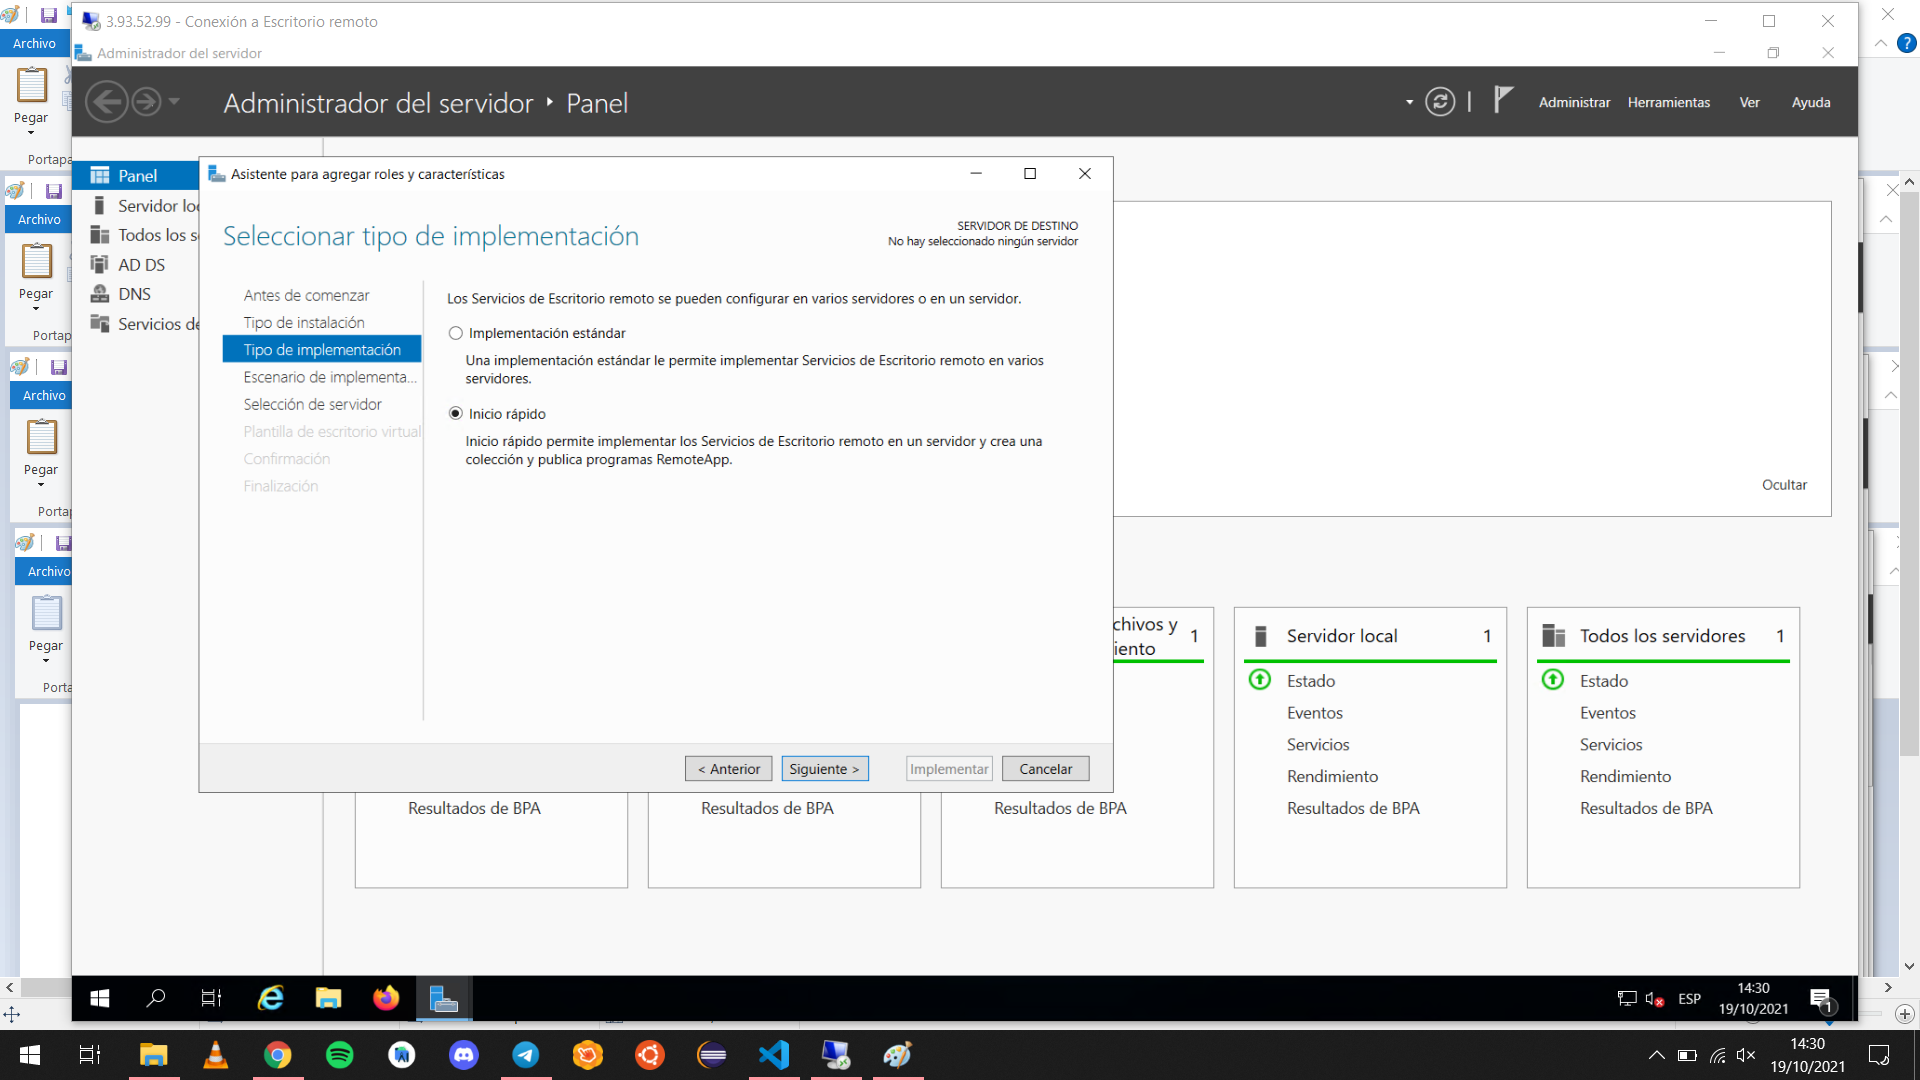 3.93.52.99 - Conexión a Escritorio remoto
Archivo
Administrador del servidor
Pegar
Portapa
Administrador del servidor
Panel
Administrar
Herramientas
Ver
Ayuda
Panel
Servidor lo
Todos los s
AD DS
DNS
Servicios de
Archivo
Pegar
Portap
Archivo
Pegar
Portap
Archivo
Pegar
Porta
Asistente para agregar roles y características
Seleccionar tipo de implementación
SERVIDOR DE DESTINO
No hay seleccionado ningún servidor
Antes de comenzar
Tipo de instalación
Tipo de implementación
Escenario de implementa...
Selección de servidor
Plantilla de escritorio virtual
Confirmación
Finalización
Los Servicios de Escritorio remoto se pueden configurar en varios servidores o en un servidor.
Implementación estándar
Una implementación estándar le permite implementar Servicios de Escritorio remoto en varios
servidores.
Inicio rápido
Inicio rápido permite implementar los Servicios de Escritorio remoto en un servidor y crea una
colección y publica programas RemoteApp.
< Anterior
Siguiente >
Implementar
Cancelar
Ocultar
chivos y
iento
1
Servidor local
1
Todos los servidores
1
Estado
Eventos
Servicios
Rendimiento
Resultados de BPA
Estado
Eventos
Servicios
Rendimiento
Resultados de BPA
Resultados de BPA
Resultados de BPA
Resultados de BPA
ESP
14:30
19/10/2021
1
14:30
19/10/2021